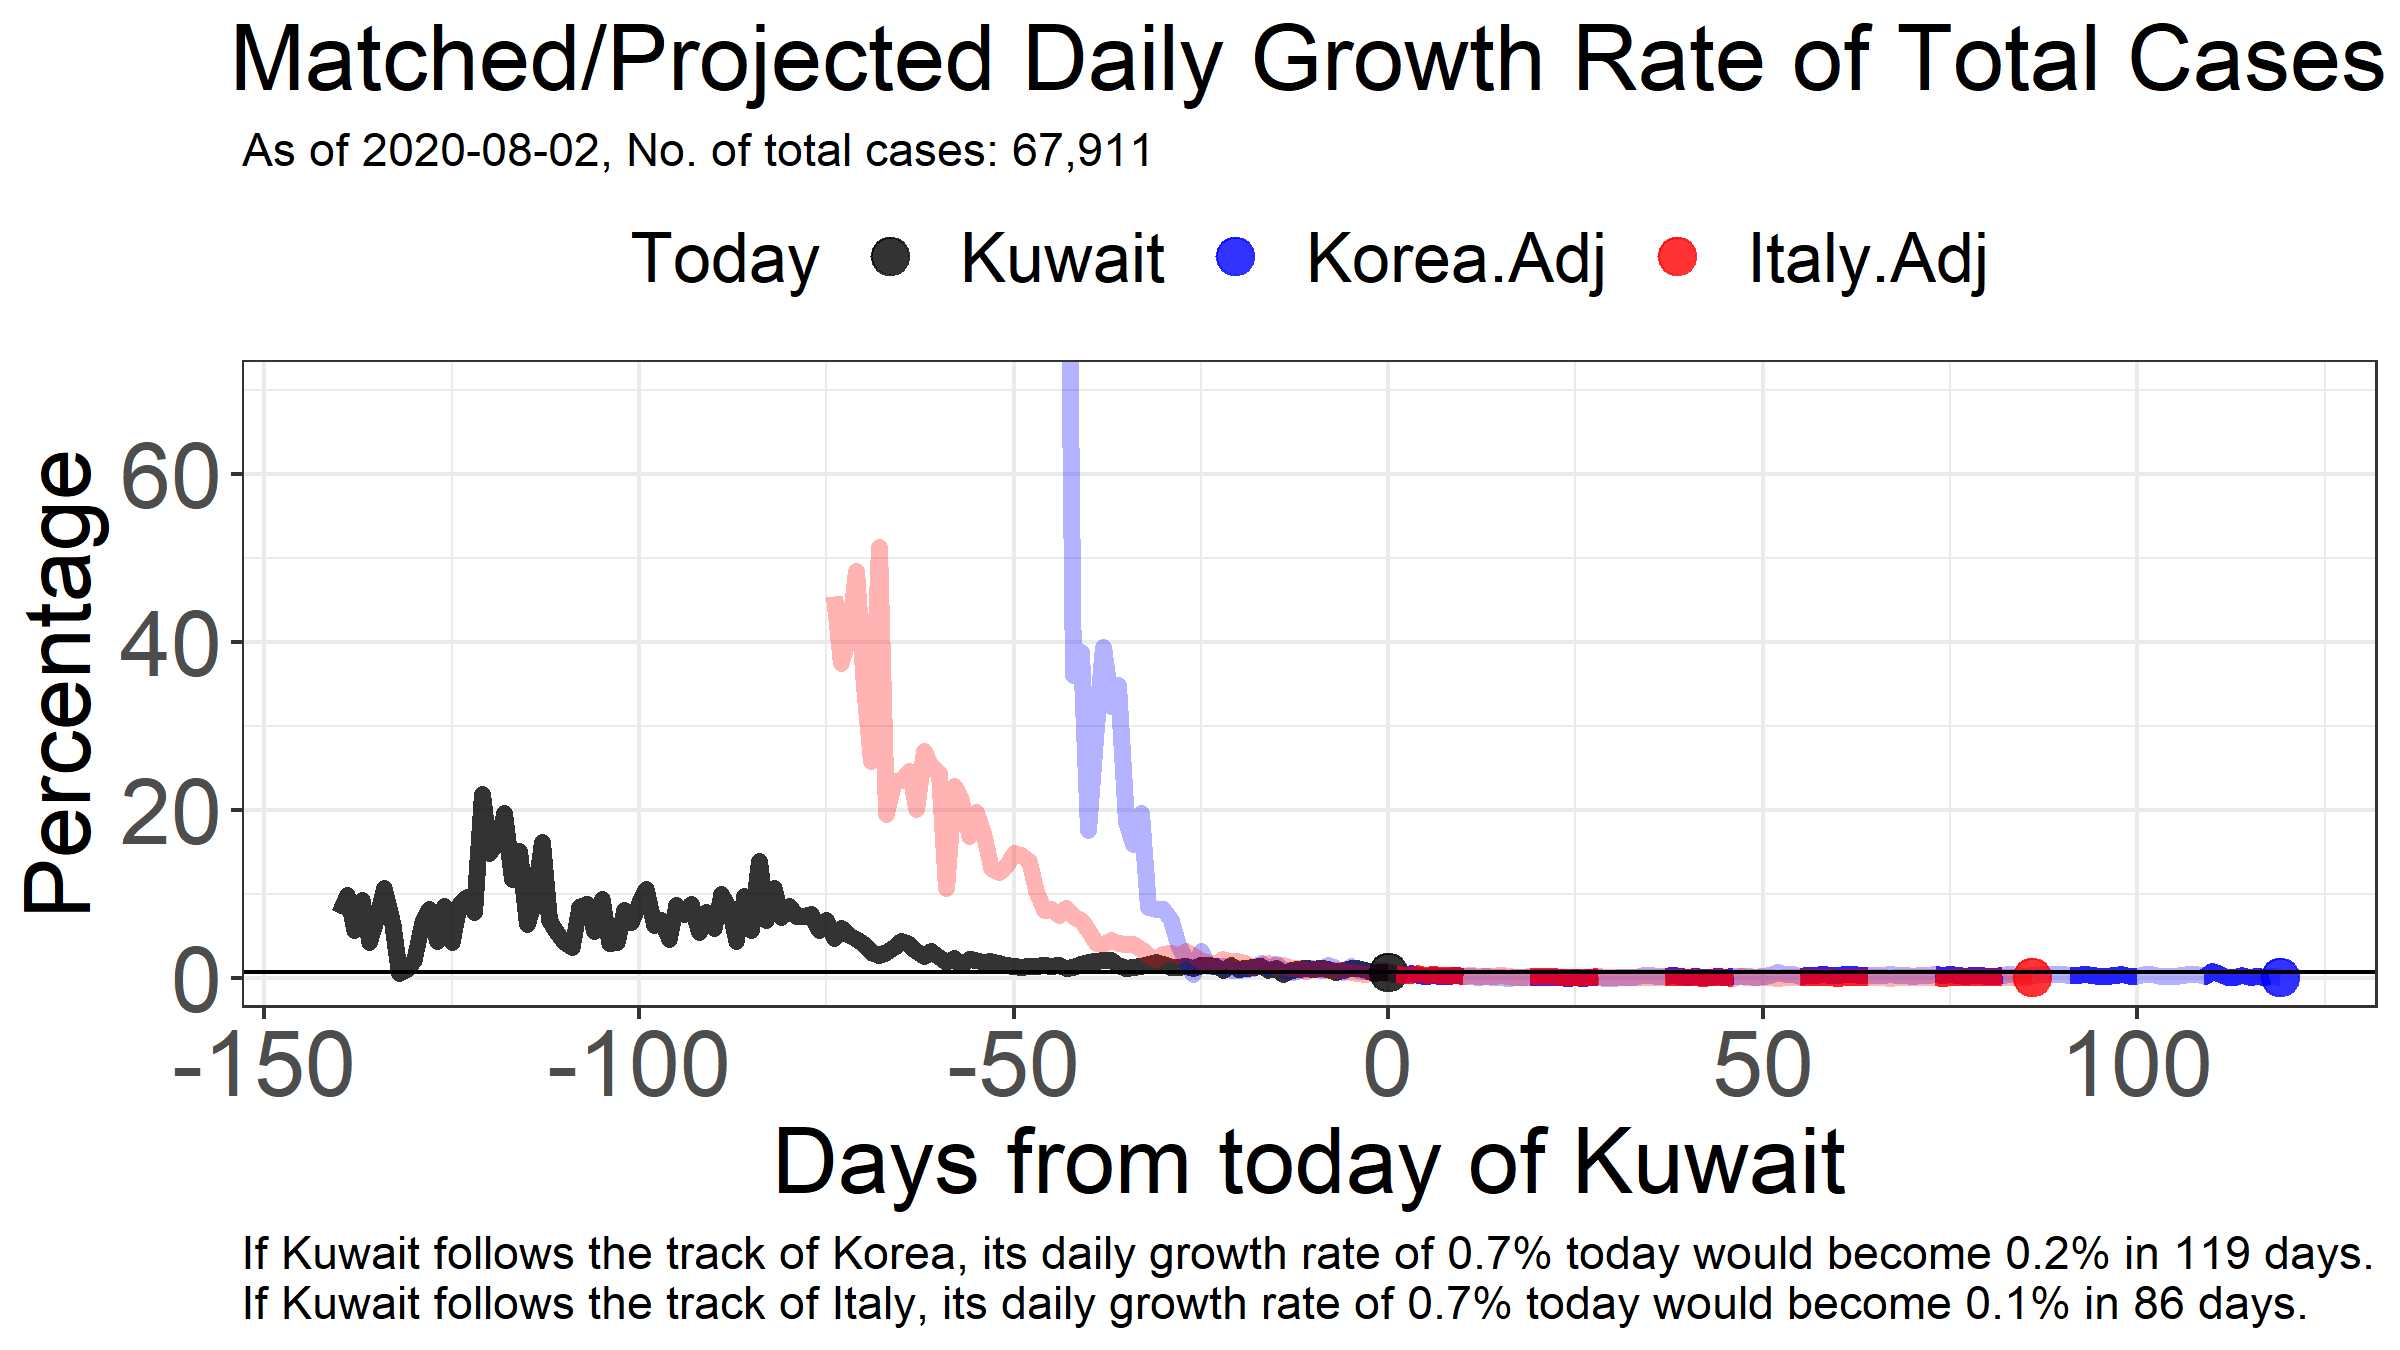 Matched/Projected Daily Growth Rate of Total Cases
As of 2020-08-02, No. of total cases: 67,911
Today Kuwait Korea.Adj Italy.Adj
Percentage
60
40
20
0
-150 -100 -50 0 50 100
Days from today of Kuwait
If Kuwait follows the track of Korea, its daily growth rate of 0.7% today would become 0.2% in 119 days.
If Kuwait follows the track of Italy, its daily growth rate of 0.7% today would become 0.1% in 86 days.